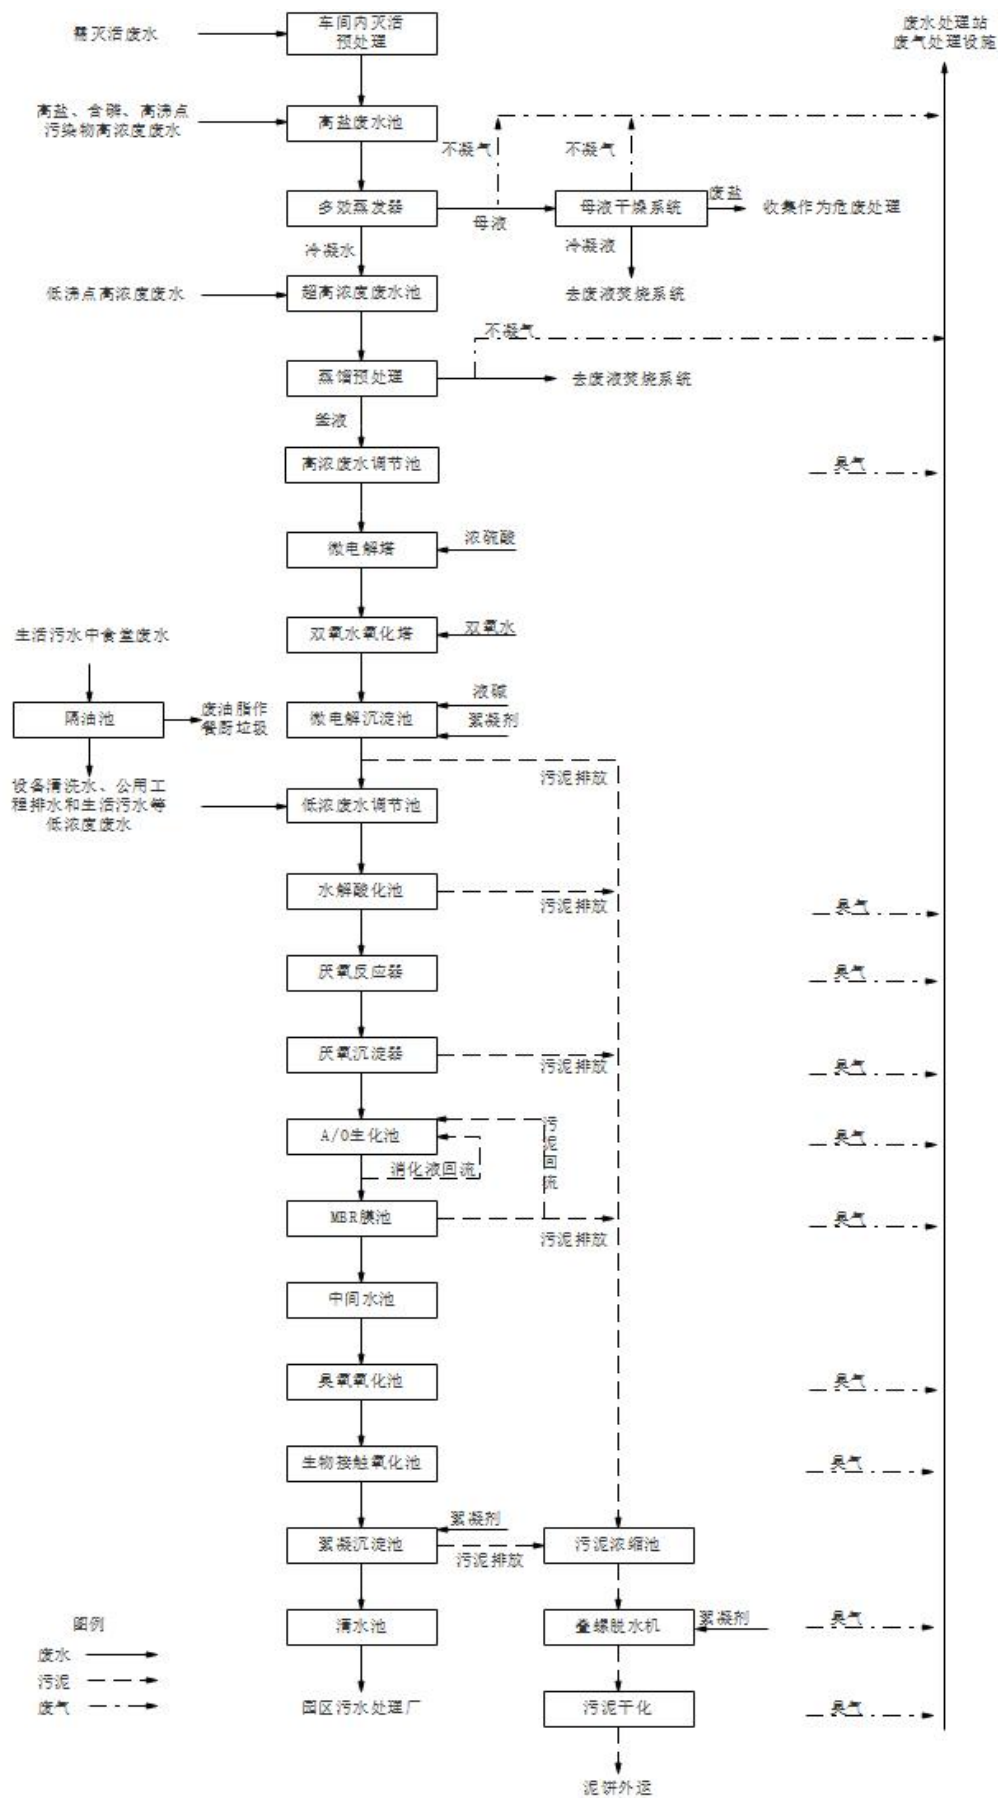 需灭活废水
车间内灭活
预处理
废水处理站
废气处理设施
高盐、含磷、高沸点
污染物高浓度废水
高盐废水池
不凝气
不凝气
多效蒸发器
母液
母液干燥系统
废盐
收集作为危废处理
冷凝水
冷凝液
低沸点高浓度废水
超高浓度废水池
去废液焚烧系统
不凝气
蒸馏预处理
去废液焚烧系统
釜液
高浓废水调节池
臭气
微电解塔
浓硫酸
生活污水中食堂废水
双氧水氧化塔
双氧水
隔油池
废油脂作
餐厨垃圾
微电解沉淀池
液碱
絮凝剂
设备清洗水、公用工
程排水和生活污水等
低浓度废水
低浓废水调节池
污泥排放
水解酸化池
污泥排放
臭气
厌氧反应器
臭气
厌氧沉淀器
污泥排放
臭气
A/O生化池
消化液回流
污泥回流
臭气
MBR膜池
污泥排放
臭气
中间水池
臭氧氧化池
臭气
生物接触氧化池
臭气
絮凝沉淀池
絮凝剂
污泥排放
污泥浓缩池
图例
废水
污泥
废气
清水池
叠螺脱水机
絮凝剂
臭气
园区污水处理厂
污泥干化
臭气
泥饼外运